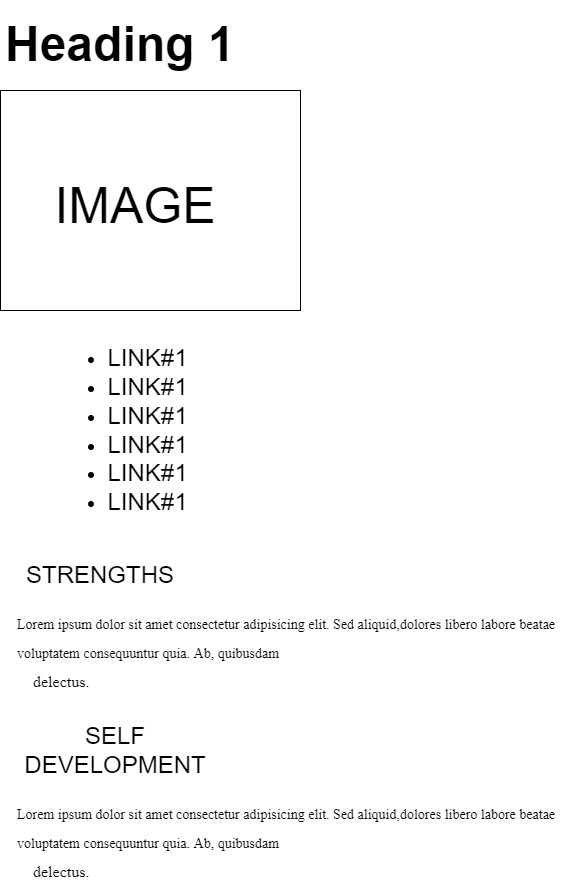 Heading 1
IMAGE
• LINK#1
• LINK#1
• LINK#1
• LINK#1
• LINK#1
• LINK#1
STRENGTHS
Lorem ipsum dolor sit amet consectetur adipisicing elit. Sed aliquid,dolores libero labore beatae
voluptatem consequuntur quia. Ab, quibusdam
delectus.
SELF
DEVELOPMENT
Lorem ipsum dolor sit amet consectetur adipisicing elit. Sed aliquid,dolores libero labore beatae
voluptatem consequuntur quia. Ab, quibusdam
delectus.